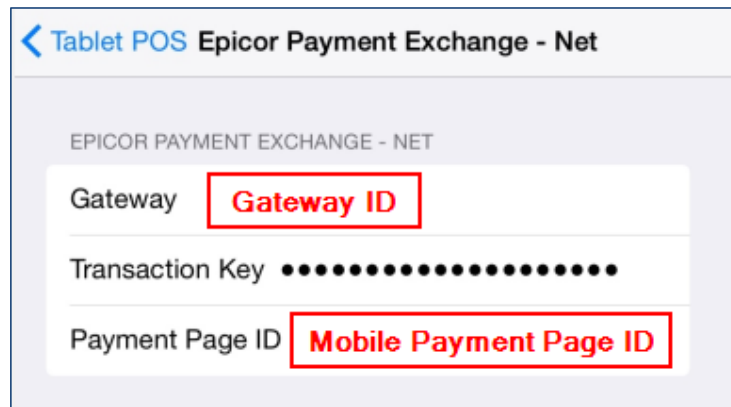 Tablet POS Epicor Payment Exchange - Net
EPICOR PAYMENT EXCHANGE - NET
Gateway Gateway ID
Transaction Key ●●●●●●●●●●●●●●●●●●●●
Payment Page ID Mobile Payment Page ID